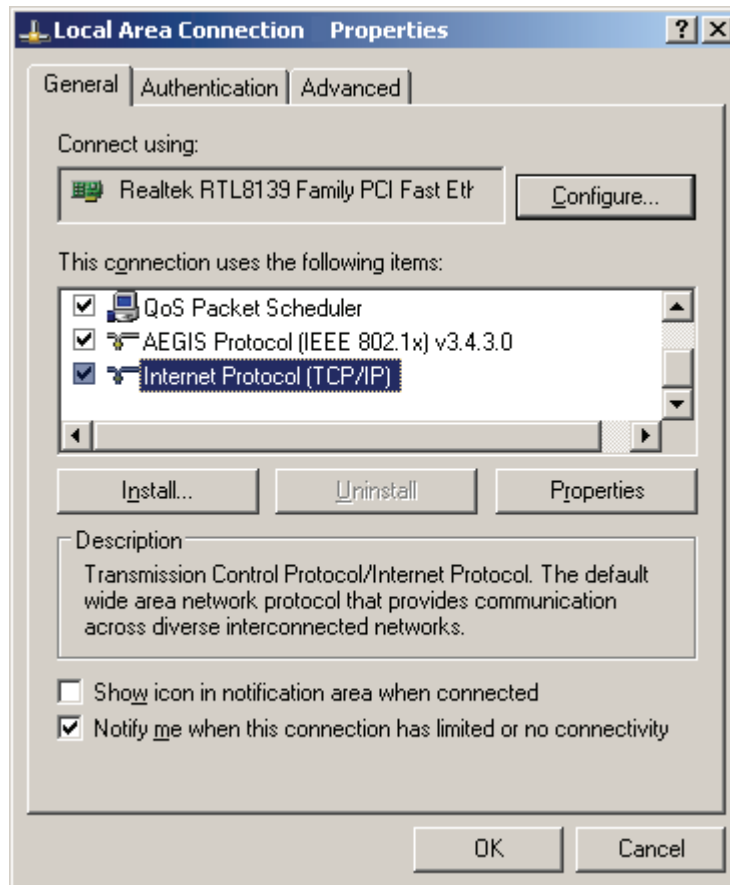 Local Area Connection Properties
General Authentication Advanced
Connect using:
Realtek RTL8139 Family PCI Fast Eth
Configure...
This connection uses the following items:
QoS Packet Scheduler
AEGIS Protocol (IEEE 802.1x) v3.4.3.0
Internet Protocol (TCP/IP)
Install... Uninstall Properties
Description
Transmission Control Protocol/Internet Protocol. The default
wide area network protocol that provides communication
across diverse interconnected networks.
Show icon in notification area when connected
Notify me when this connection has limited or no connectivity
OK Cancel